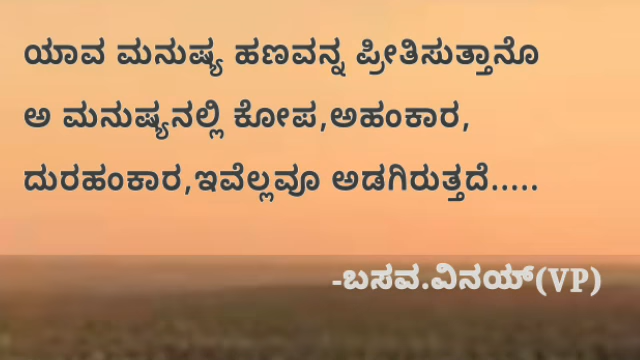 ಯಾವ ಮನುಷ್ಯ ಹಣವನ್ನ ಪ್ರೀತಿಸುತ್ತಾನೊ
ಅ ಮನುಷ್ಯನಲ್ಲಿ ಕೋಪ,ಅಹಂಕಾರ,
ದುರಹಂಕಾರ,ಇವೆಲ್ಲವೂ ಅಡಗಿರುತ್ತದೆ.....
-ಬಸವ.ವಿನಯ್(VP)